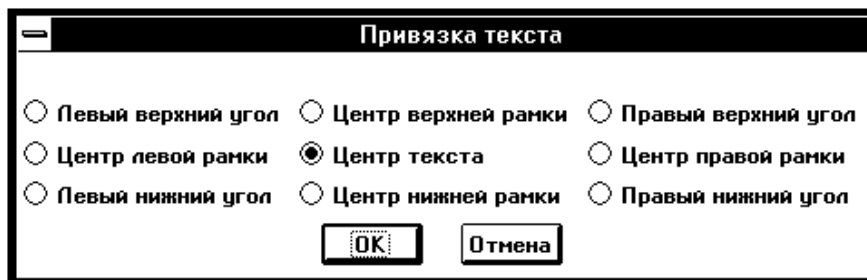 Привязка текста
Левый верхний угол Центр верхней рамки Правый верхний угол
Центр левой рамки Центр текста Центр правой рамки
Левый нижний угол Центр нижней рамки Правый нижний угол
OK Отмена